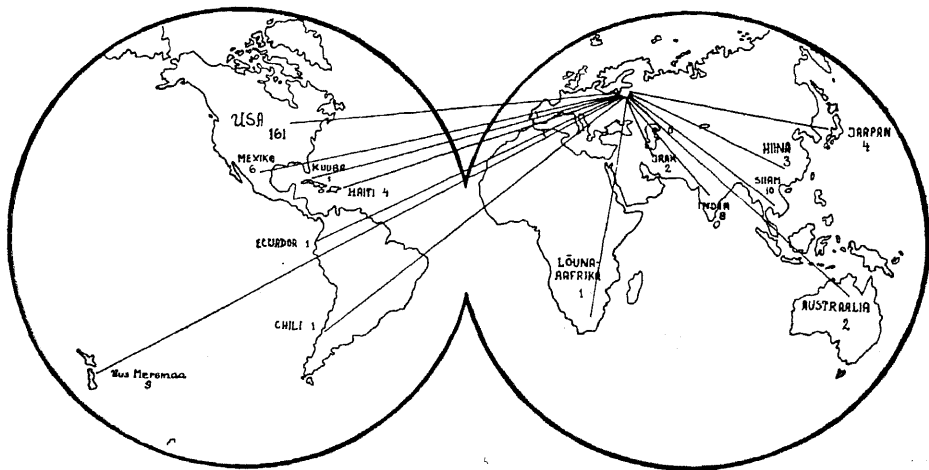 USA
161
MEXIKO
6
KUUBA
1
HAITI 4
ECUADOR 1
CHILI 1
Uus Meremaa
9
LÕUNA-
AAFRIKA
1
IRAK
2
INDIA
8
SIIAM
10
HIINA
3
JAAPAN
4
AUSTRAALIA
2